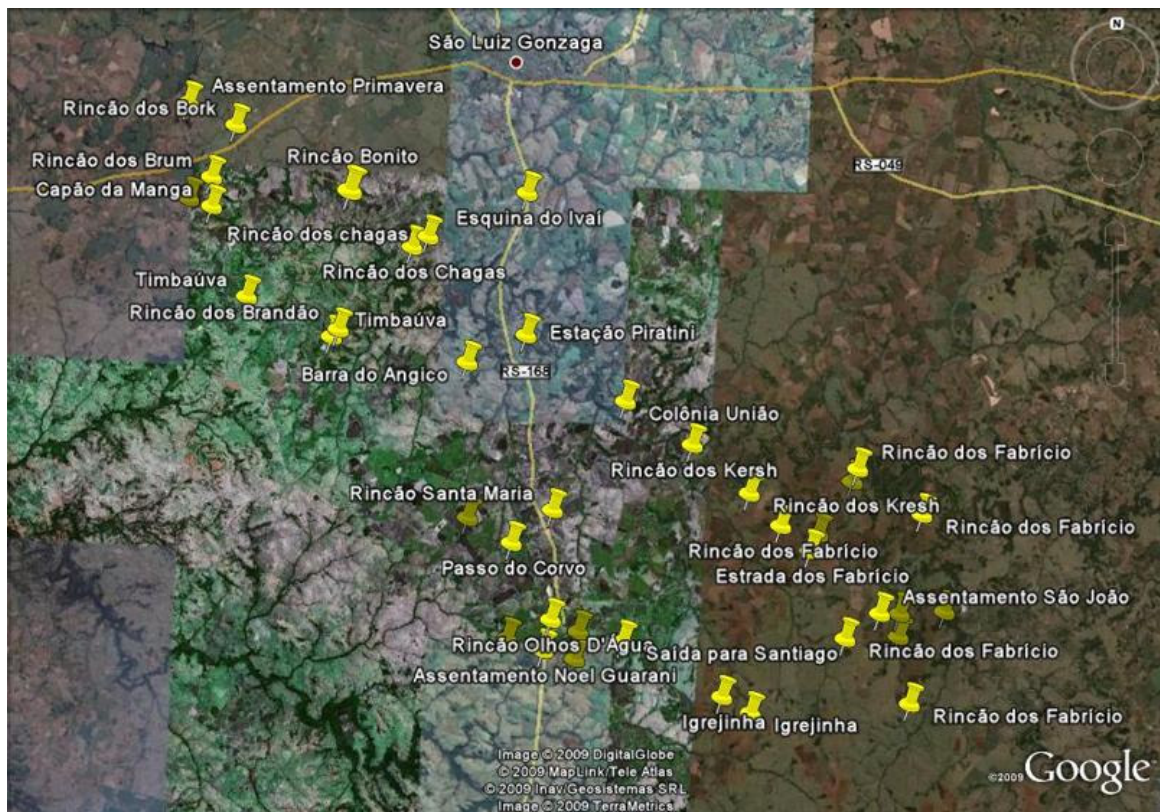 N
São Luiz Gonzaga
Assentamento Primavera
Rincão dos Bork
Rincão dos Brum
Rincão Bonito
RS-049
Capão da Manga
Esquina do Ivaí
Rincão dos chagas
Rincão dos Chagas
Timbaúva
Rincão dos Brandão
Timbaúva
Estação Piratini
Barra do Angico
RS-168
Colônia União
Rincão dos Fabrício
Rincão dos Kersh
Rincão Santa Maria
Rincão dos Kresh
Rincão dos Fabrício
Rincão dos Fabrício
Passo do Corvo
Estrada dos Fabrício
Assentamento São João
Rincão Olhos D'Água
Saída para Santiago
Rincão dos Fabrício
Assentamento Noel Guarani
Igrejinha
Igrejinha
Rincão dos Fabrício
Image © 2009 DigitalGlobe
© 2009 MapLink/Tele Atlas
© 2009 Inav/Geosistemas SRL
Image © 2009 TerraMetrics
©2009 Google